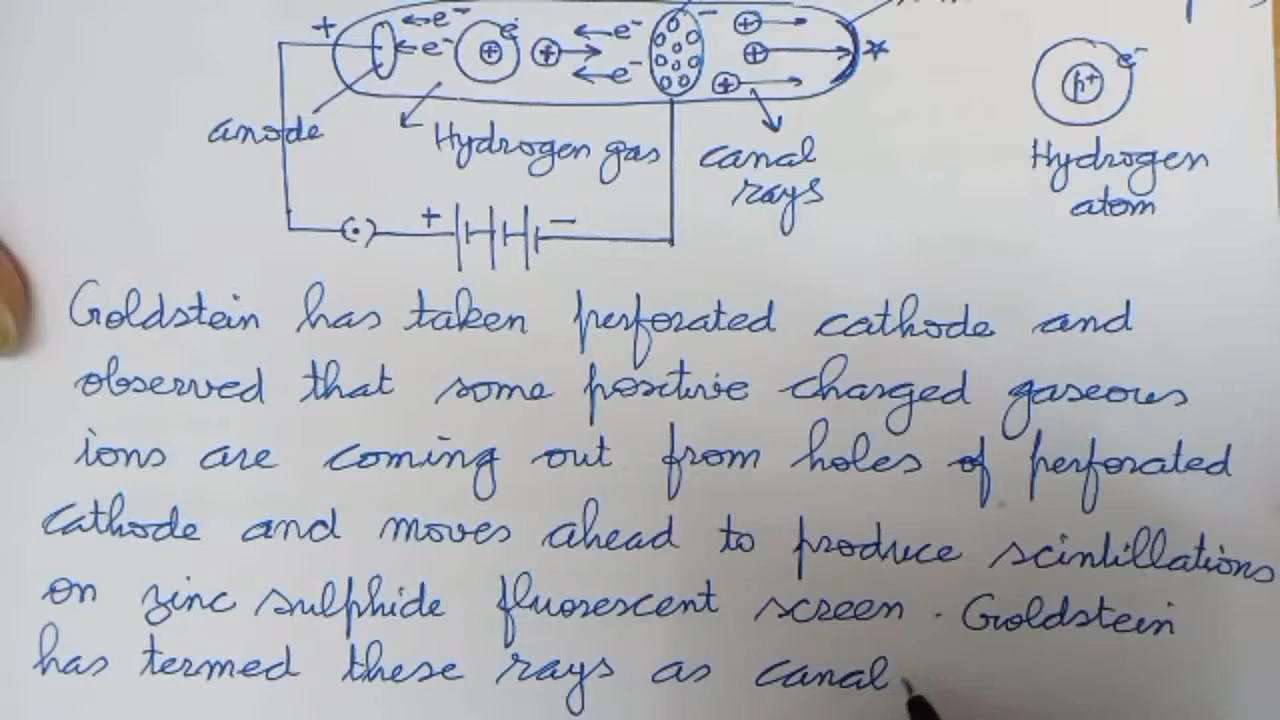 + ← e⁻ e⁻ + + ← e⁻ − + →
← e⁻ ← e⁻ + →
e⁻
p⁺
anode
Hydrogen gas
canal
rays
Hydrogen
atom
+ −
Goldstein has taken perforated cathode and
observed that some positive charged gaseous
ions are coming out from holes of perforated
cathode and moves ahead to produce scintillations
on zinc sulphide fluorescent screen. Goldstein
has termed these rays as canal